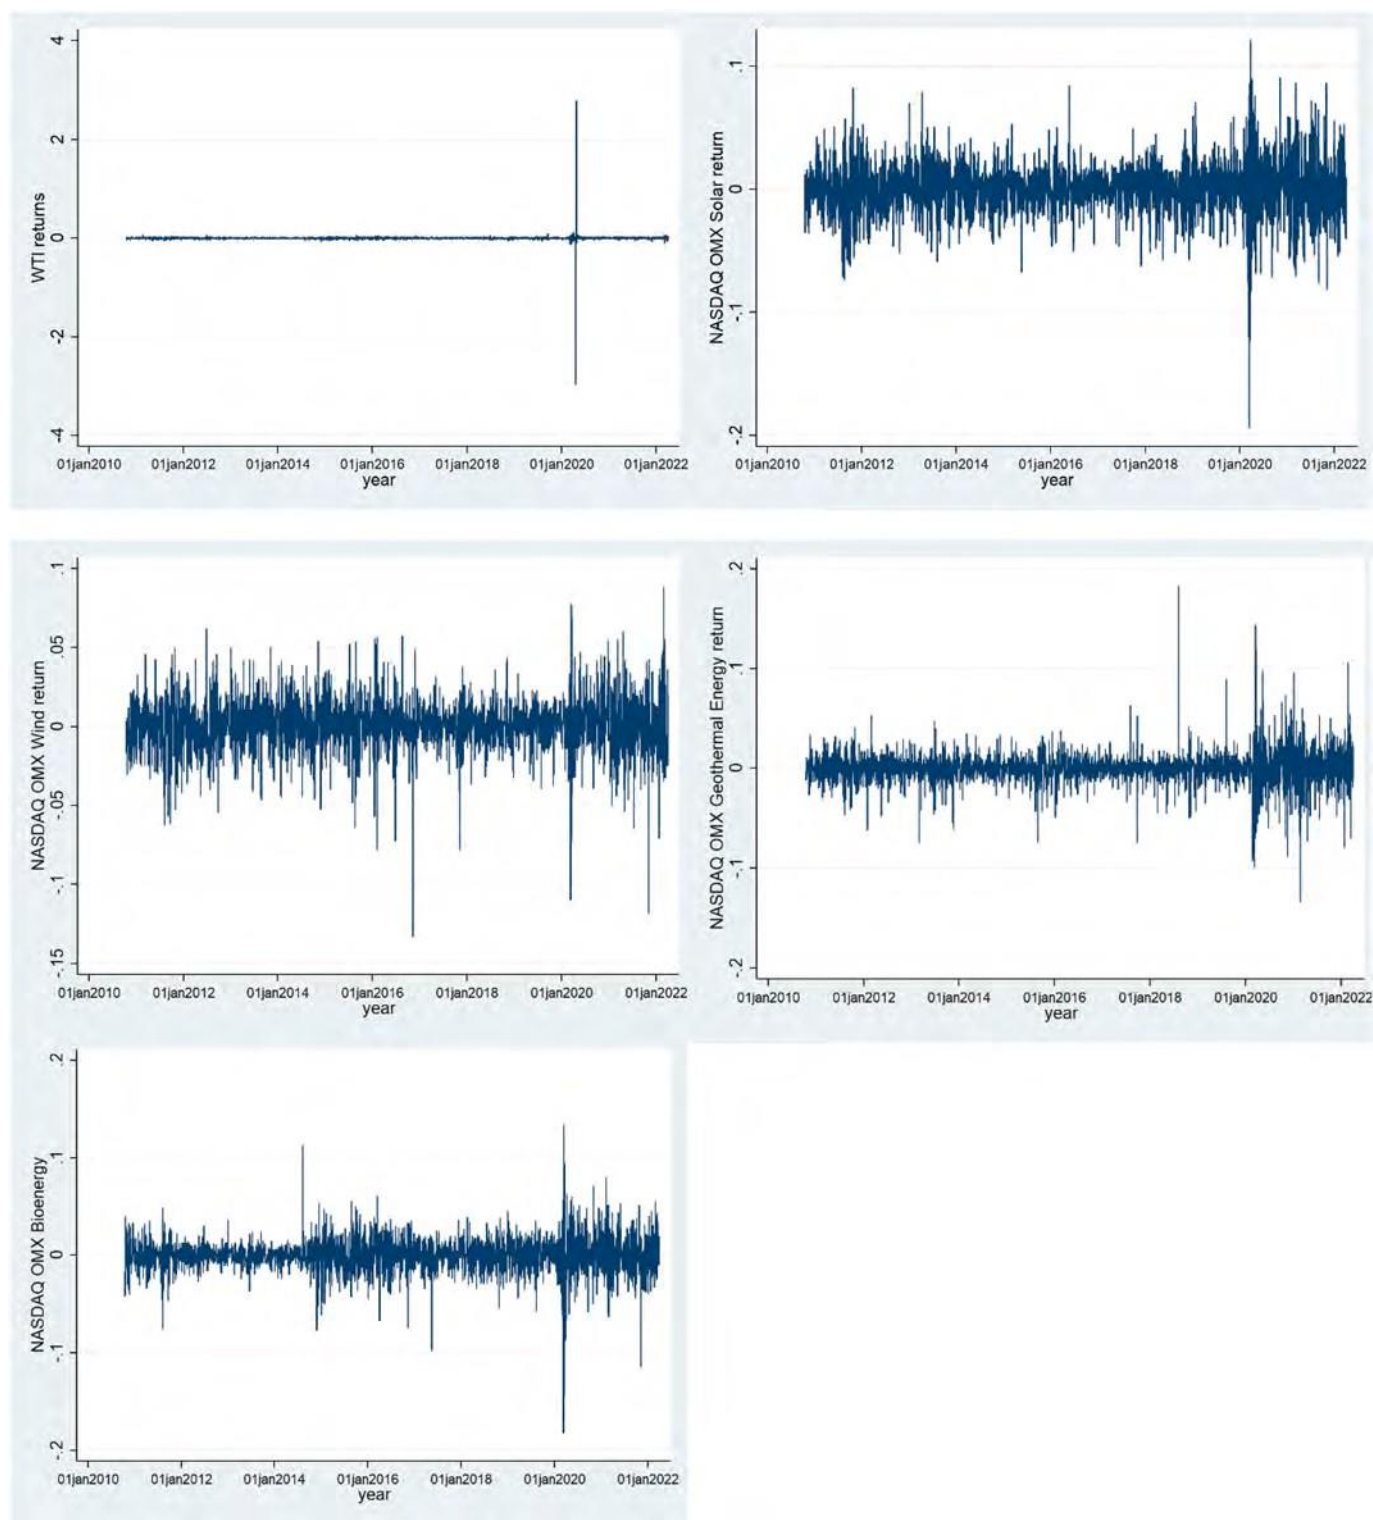 WTI returns
4
2
0
-2
-4
01jan2010 01jan2012 01jan2014 01jan2016 01jan2018 01jan2020 01jan2022
year
NASDAQ OMX Solar return
.1
0
-.1
-.2
01jan2010 01jan2012 01jan2014 01jan2016 01jan2018 01jan2020 01jan2022
year
NASDAQ OMX Wind return
.1
.05
0
-.05
-.1
-.15
01jan2010 01jan2012 01jan2014 01jan2016 01jan2018 01jan2020 01jan2022
year
NASDAQ OMX Geothermal Energy return
.2
.1
0
-.1
-.2
01jan2010 01jan2012 01jan2014 01jan2016 01jan2018 01jan2020 01jan2022
year
NASDAQ OMX Bioenergy
.2
.1
0
-.1
-.2
01jan2010 01jan2012 01jan2014 01jan2016 01jan2018 01jan2020 01jan2022
year